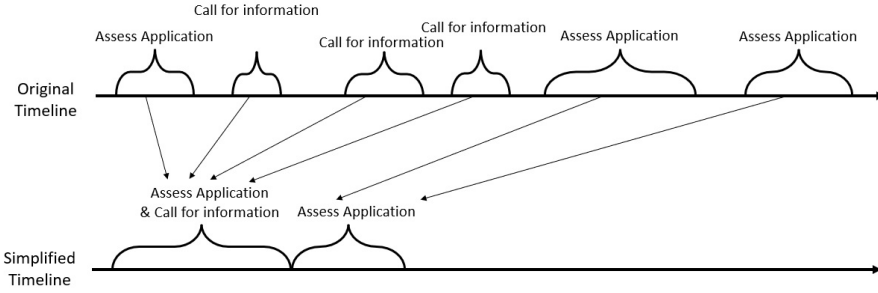 Call for information
Assess Application
Call for information
Call for information
Assess Application
Assess Application
Original
Timeline
Assess Application
& Call for information
Assess Application
Simplified
Timeline